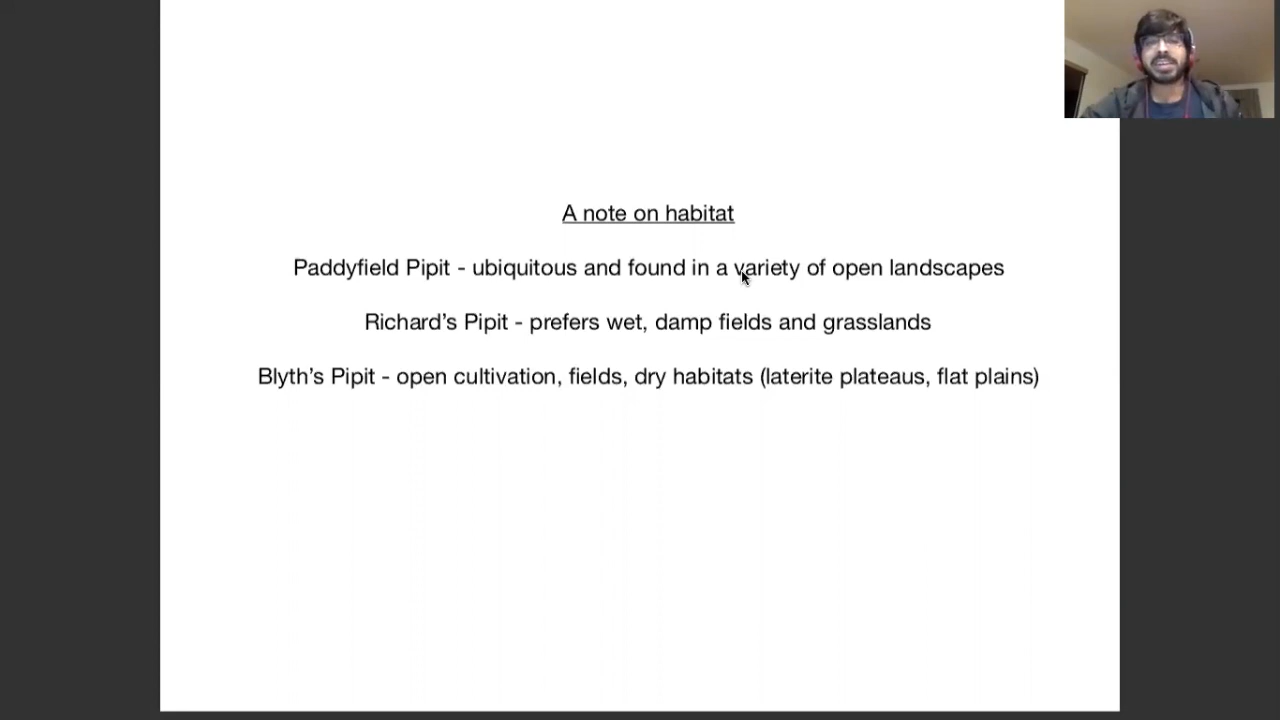 A note on habitat
Paddyfield Pipit - ubiquitous and found in a variety of open landscapes
Richard’s Pipit - prefers wet, damp fields and grasslands
Blyth’s Pipit - open cultivation, fields, dry habitats (laterite plateaus, flat plains)